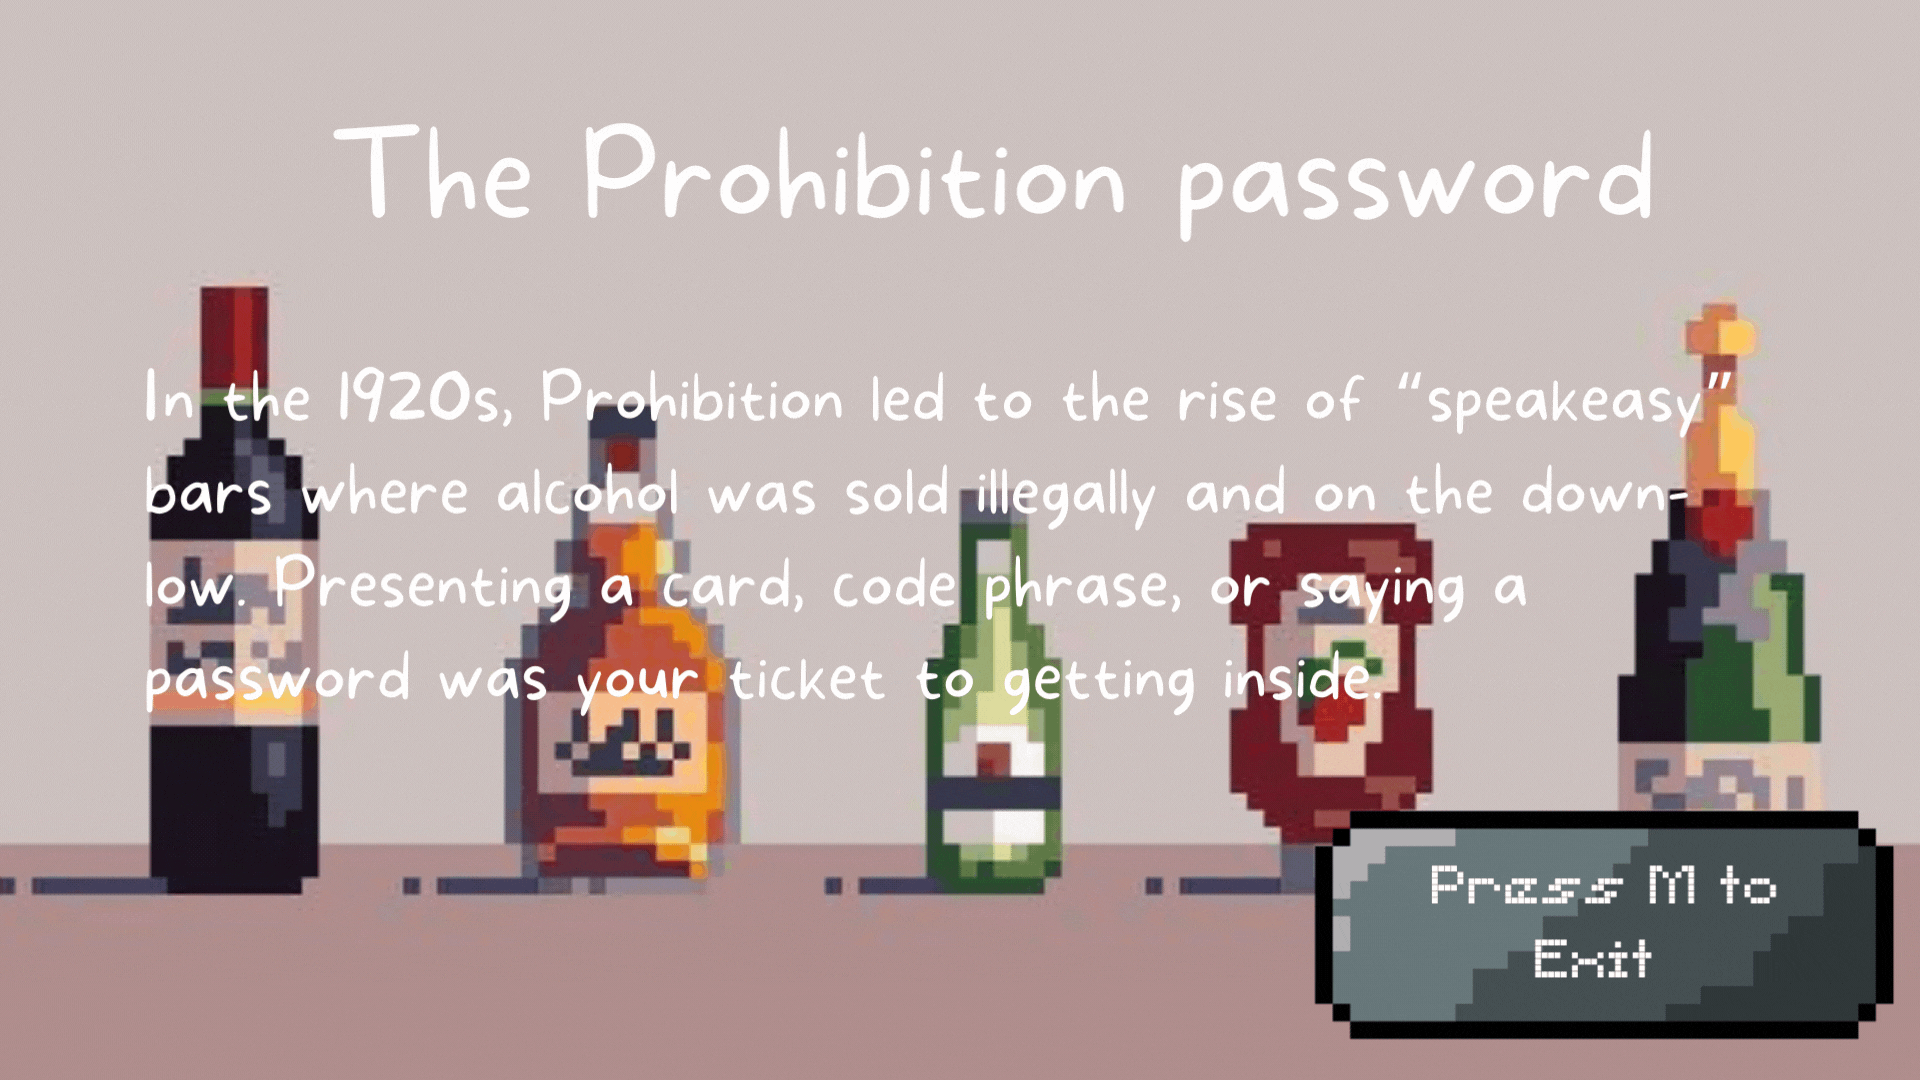 The Prohibition password
In the 1920s, Prohibition led to the rise of “speakeasy”
bars where alcohol was sold illegally and on the down-
low. Presenting a card, code phrase, or saying a
password was your ticket to getting inside.
Press M to
Exit